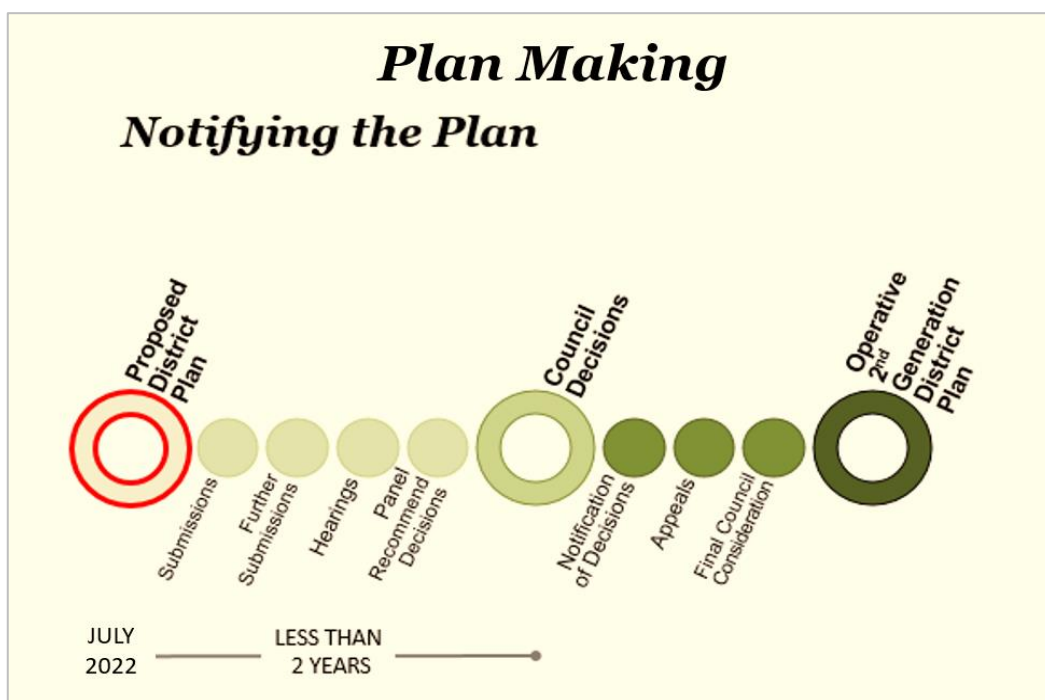 Plan Making
Notifying the Plan
Proposed
District
Plan
Submissions
Further
Submissions
Hearings
Panel
Recommend
Decisions
Council
Decisions
Notification
of Decisions
Appeals
Final Council
Consideration
Operative
2nd
Generation
District
Plan
JULY
2022
LESS THAN
2 YEARS